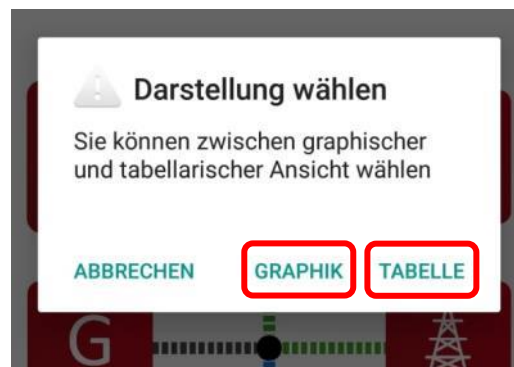 Darstellung wählen
Sie können zwischen graphischer
und tabellarischer Ansicht wählen
ABBRECHEN GRAPHIK TABELLE
G